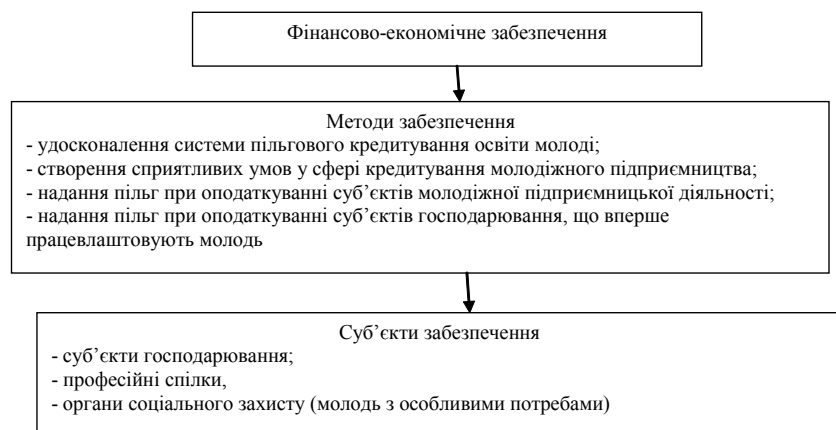 Фінансово-економічне забезпечення
Методи забезпечення
- удосконалення системи пільгового кредитування освіти молоді;
- створення сприятливих умов у сфері кредитування молодіжного підприємництва;
- надання пільг при оподаткуванні суб’єктів молодіжної підприємницької діяльності;
- надання пільг при оподаткуванні суб’єктів господарювання, що вперше
працевлаштовують молодь
Суб’єкти забезпечення
- суб’єкти господарювання;
- професійні спілки,
- органи соціального захисту (молодь з особливими потребами)